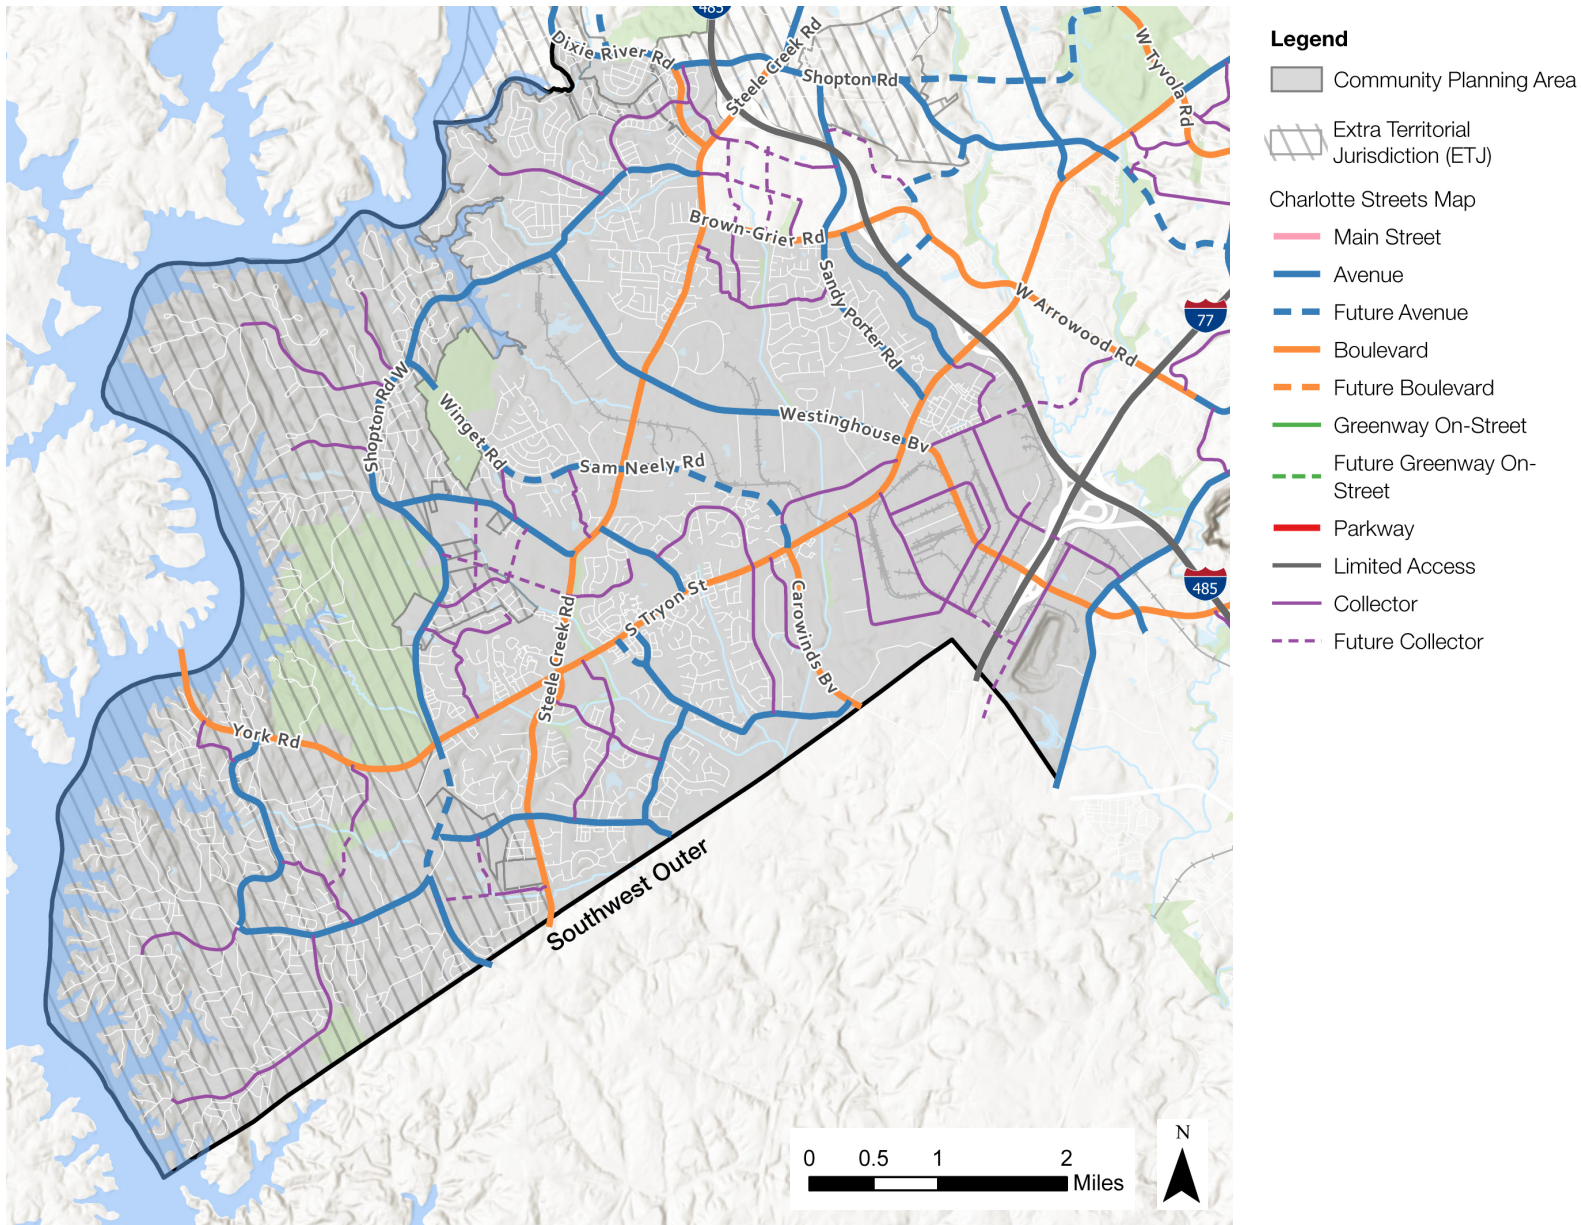 485
Dixie River Rd
Steele Creek Rd
Shopton Rd
W Tyvola Rd
Brown-Grier Rd
Sandy Porter Rd
W Arrowood Rd
77
Shopton Rd W
Winget Rd
Westinghouse Bv
Sam Neely Rd
485
S Tryon St
Carowinds Bv
Steele Creek Rd
York Rd
Southwest Outer
0 0.5 1 2
Miles
N
Legend
Community Planning Area
Extra Territorial
Jurisdiction (ETJ)
Charlotte Streets Map
Main Street
Avenue
Future Avenue
Boulevard
Future Boulevard
Greenway On-Street
Future Greenway On-
Street
Parkway
Limited Access
Collector
Future Collector